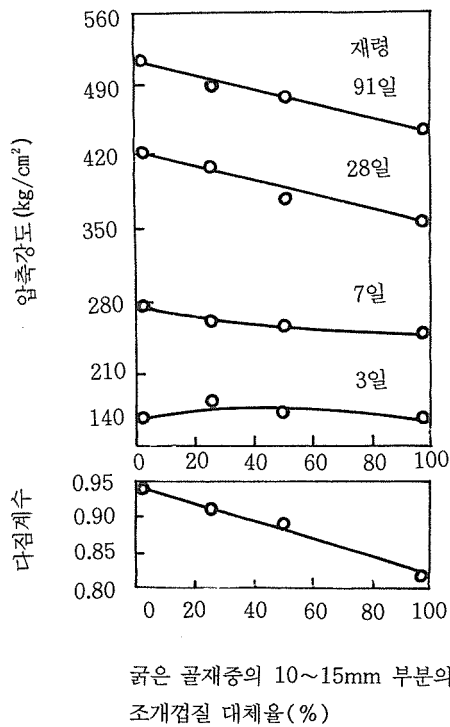 560
490
420
350
280
210
140
압축강도(kg/cm²)
재령
91일
28일
7일
3일
0 20 40 60 80 100
0.95
0.90
0.85
0.80
다짐계수
0 20 40 60 80 100
굵은 골재중의 10~15mm 부분의
조개껍질 대체율(%)